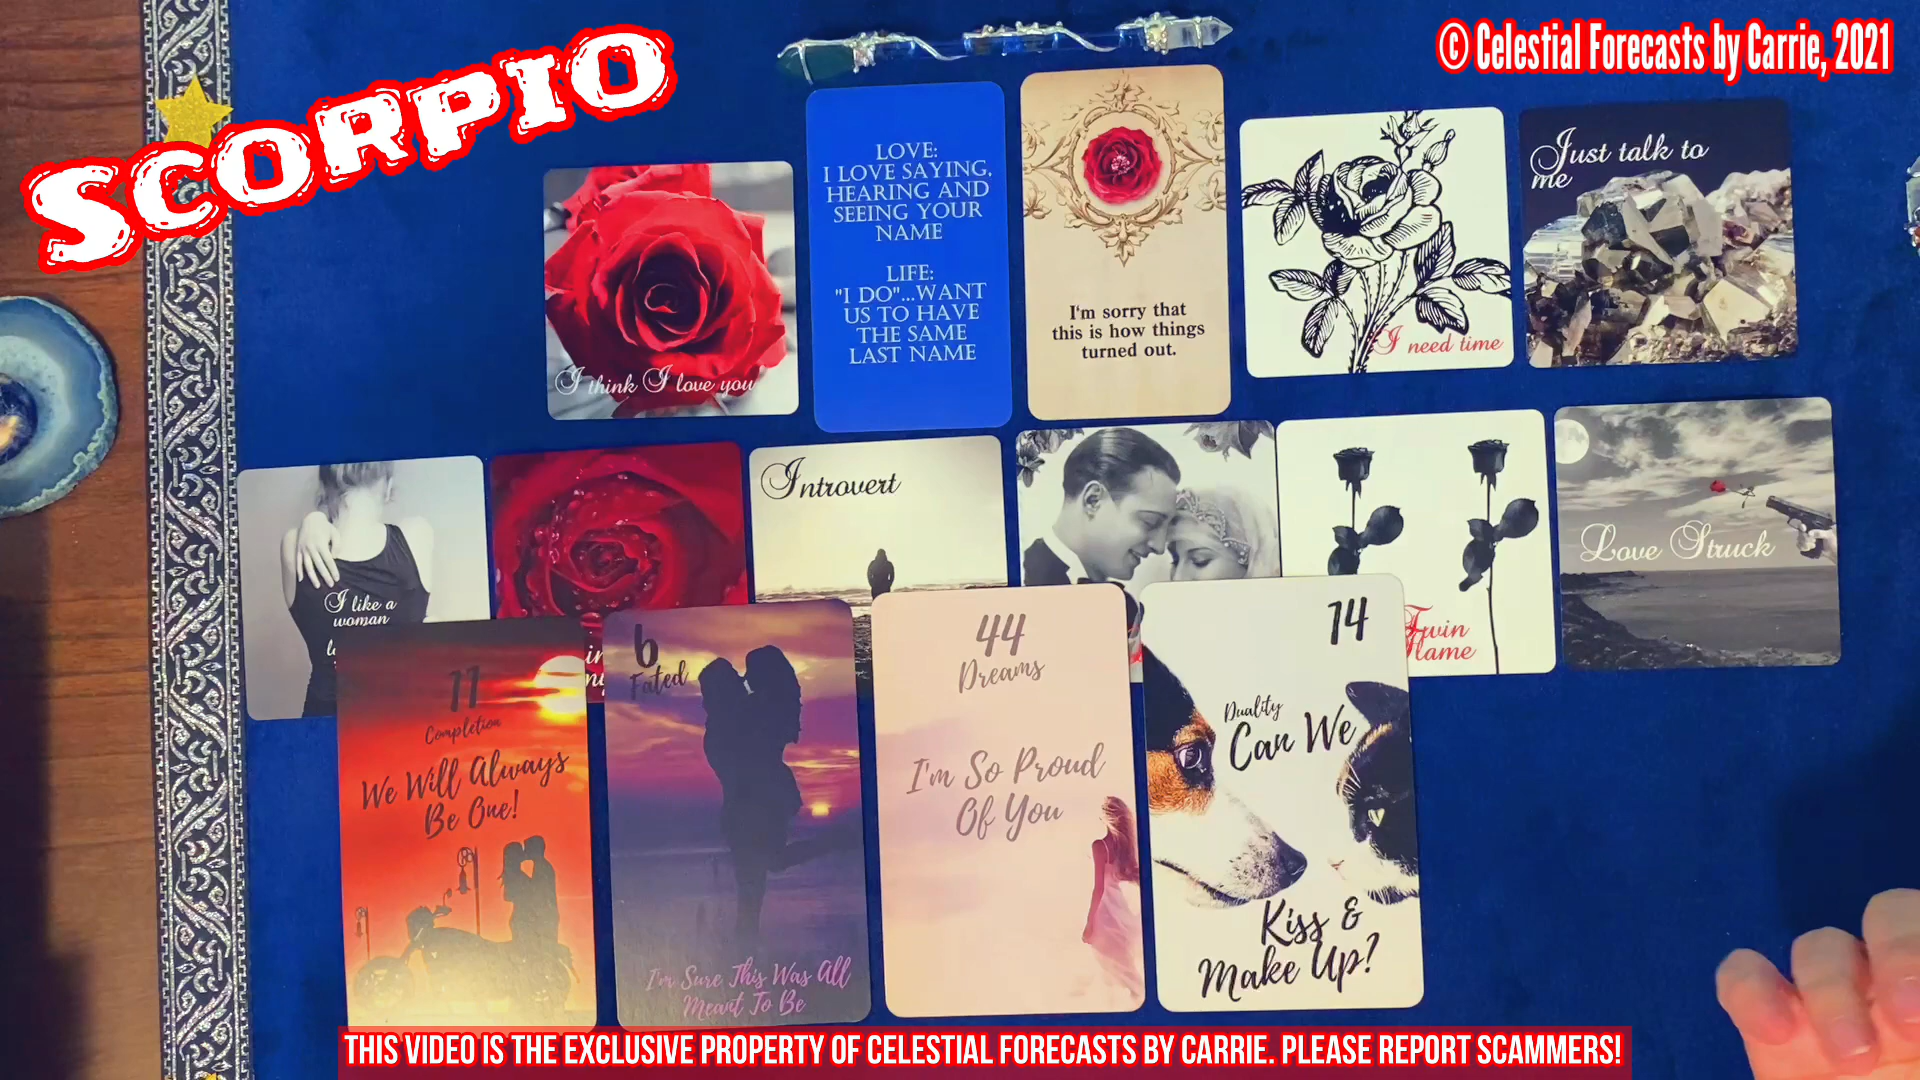 SCORPIO
© Celestial Forecasts by Carrie, 2021
I think I love you
LOVE:
I LOVE SAYING,
HEARING AND
SEEING YOUR
NAME
LIFE:
"I DO"...WANT
US TO HAVE
THE SAME
LAST NAME
I'm sorry that
this is how things
turned out.
I need time
Just talk to
me
I like a
woman
Introvert
Twin
Flame
Love Struck
11
Completion
We Will Always
Be One!
6
Fated
I'm Sure This Was All
Meant To Be
44
Dreams
I'm So Proud
Of You
14
Duality
Can We
Kiss &
Make Up?
THIS VIDEO IS THE EXCLUSIVE PROPERTY OF CELESTIAL FORECASTS BY CARRIE. PLEASE REPORT SCAMMERS!